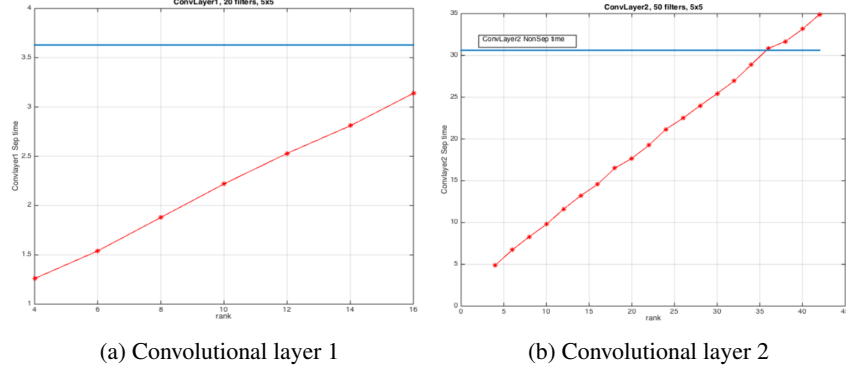 ConvLayer1, 20 filters, 5x5
4
3.5
3
2.5
2
1.5
1
Convlayer1 Sep time
4 6 8 10 12 14 16
rank
(a) Convolutional layer 1
ConvLayer2, 50 filters, 5x5
ConvLayer2 NonSep time
35
30
25
20
15
10
5
0
Convlayer2 Sep time
0 5 10 15 20 25 30 35 40 45
rank
(b) Convolutional layer 2